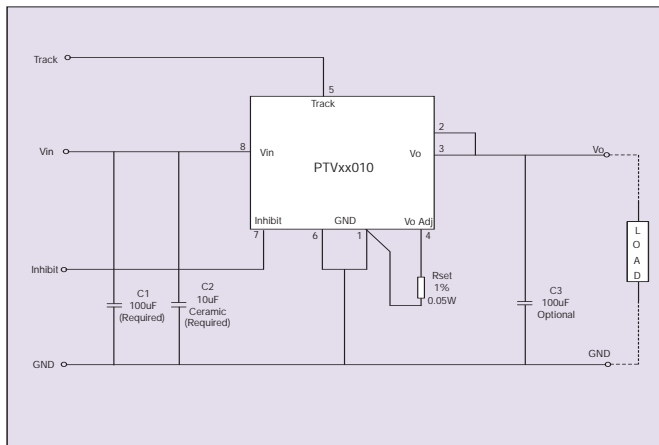 Track
5
Track
2
Vin
8
Vin
Vo
3
Vo
PTVxx010
Inhibit
GND
Vo Adj
7
6
1
4
L
O
A
D
Inhibit
C1
100uF
(Required)
C2
10uF
Ceramic
(Required)
Rset
1%
0.05W
C3
100uF
Optional
GND
GND